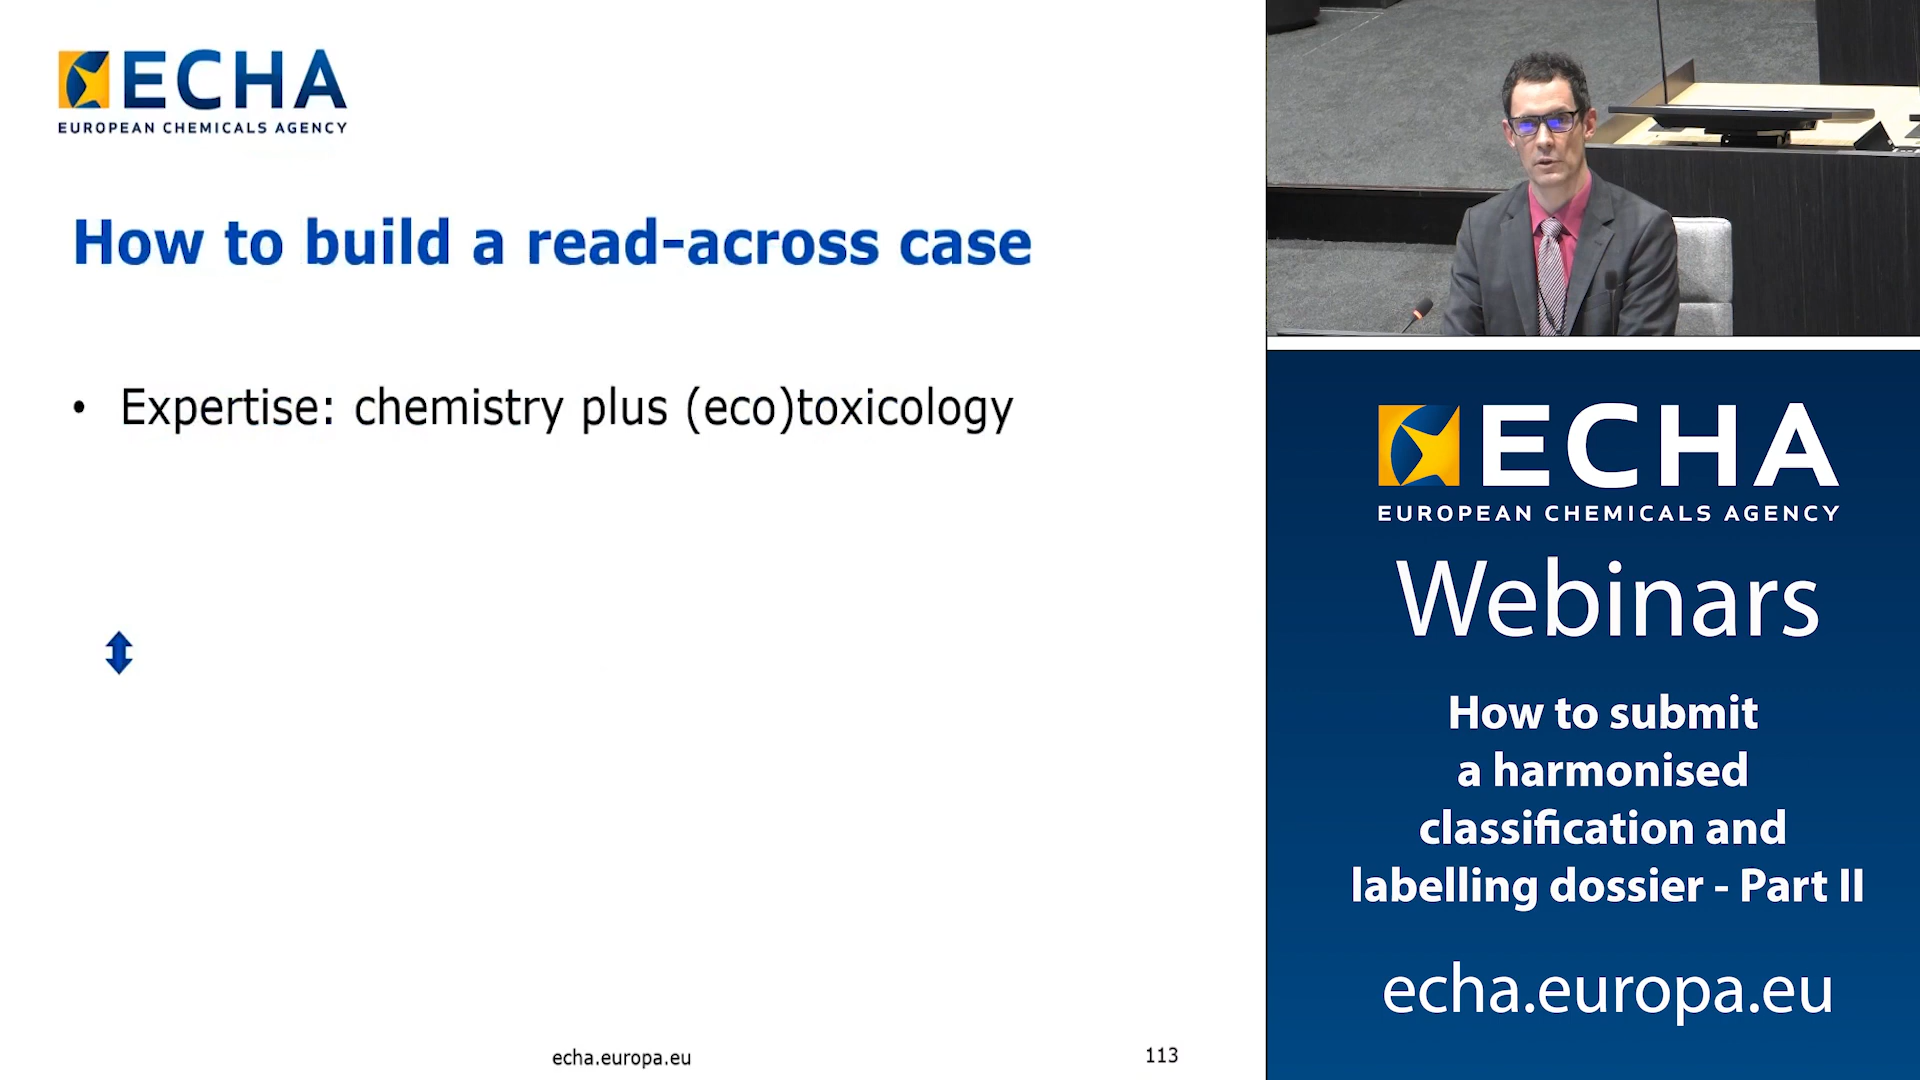 ECHA
EUROPEAN CHEMICALS AGENCY
How to build a read-across case
• Expertise: chemistry plus (eco)toxicology
echa.europa.eu
113
ECHA
EUROPEAN CHEMICALS AGENCY
Webinars
How to submit
a harmonised
classification and
labelling dossier - Part II
echa.europa.eu